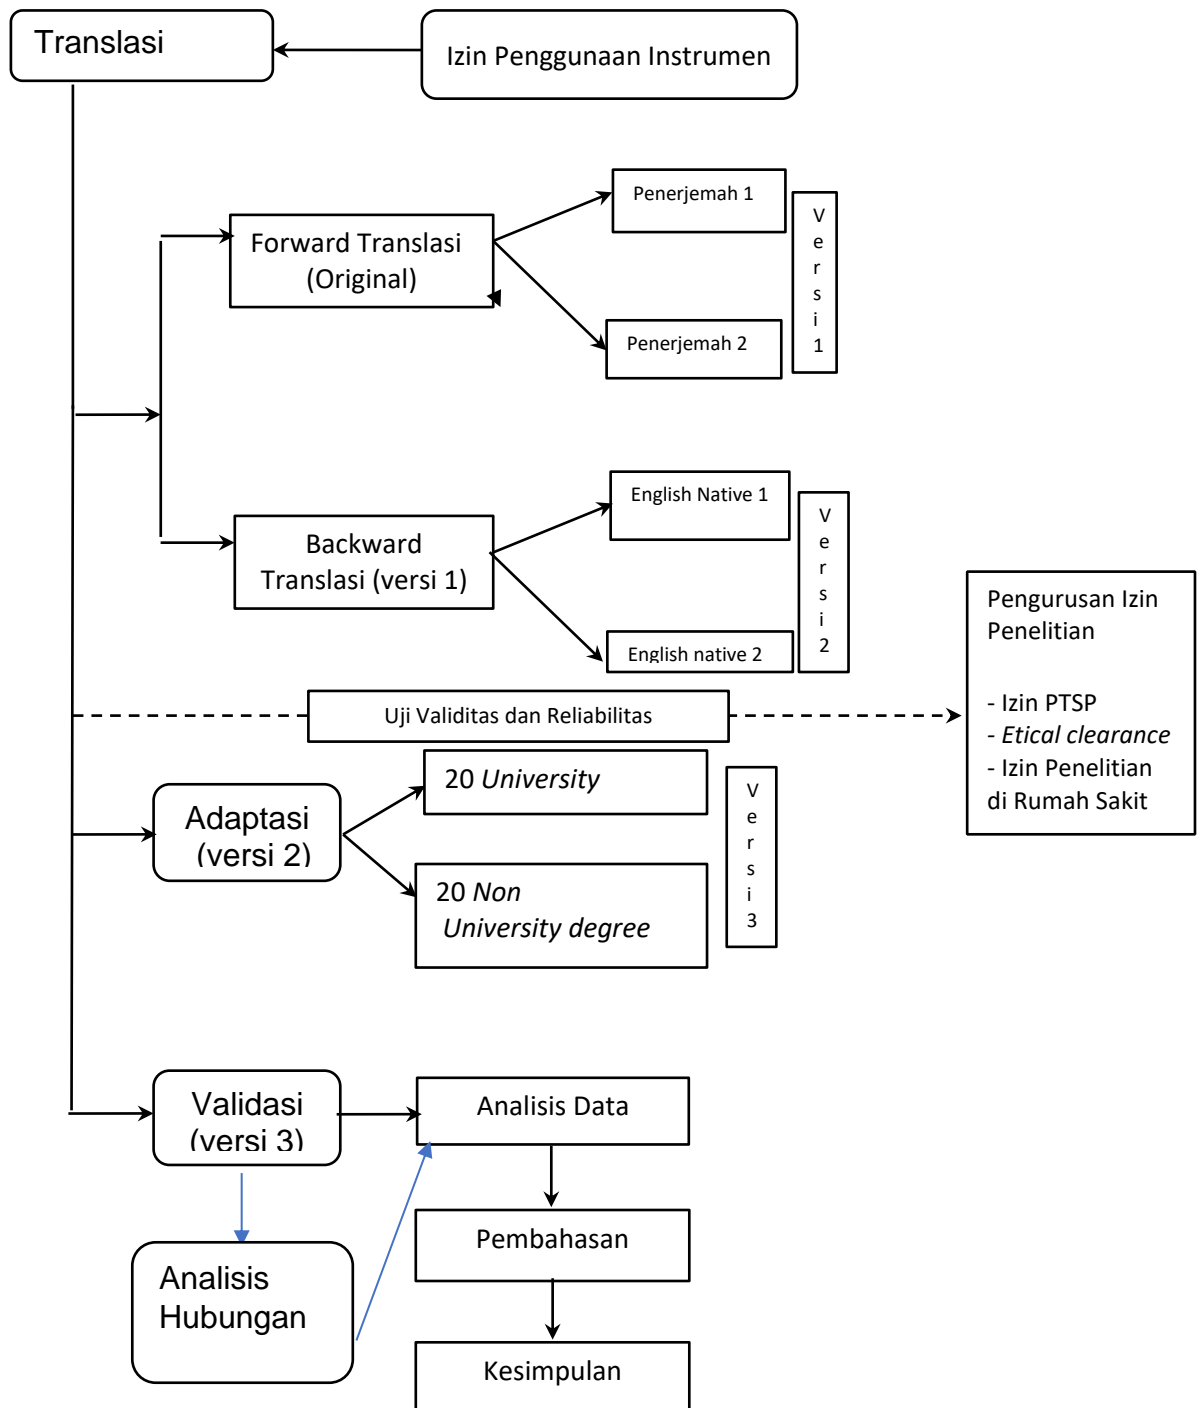 Translasi
Izin Penggunaan Instrumen
Penerjemah 1
Versi 1
Forward Translasi
(Original)
Penerjemah 2
English Native 1
Versi 2
Backward
Translasi (versi 1)
English native 2
Pengurusan Izin
Penelitian
- Izin PTSP
- Etical clearance
- Izin Penelitian
di Rumah Sakit
Uji Validitas dan Reliabilitas
20 University
Versi 3
Adaptasi
(versi 2)
20 Non
University degree
Validasi
(versi 3)
Analisis Data
Pembahasan
Analisis
Hubungan
Kesimpulan